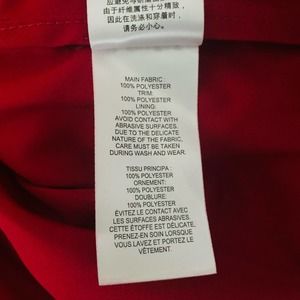 由于纤维属性十分精致，
因此在洗涤和穿着时，
请务必小心。
MAIN FABRIC :
100% POLYESTER
TRIM:
100% POLYESTER
LINING:
100% POLYESTER
AVOID CONTACT WITH
ABRASIVE SURFACES.
DUE TO THE DELICATE
NATURE OF THE FABRIC,
CARE MUST BE TAKEN
DURING WASH AND WEAR.
TISSU PRINCIPA :
100% POLYESTER
ORNEMENT:
100% POLYESTER
DOUBLURE:
100% POLYESTER
ÉVITEZ LE CONTACT AVEC
LES SURFACES ABRASIVES.
CETTE ÉTOFFE EST DÉLICATE.
PRENEZ-EN SOIN LORSQUE
VOUS LAVEZ ET PORTEZ LE
VÊTEMENT.